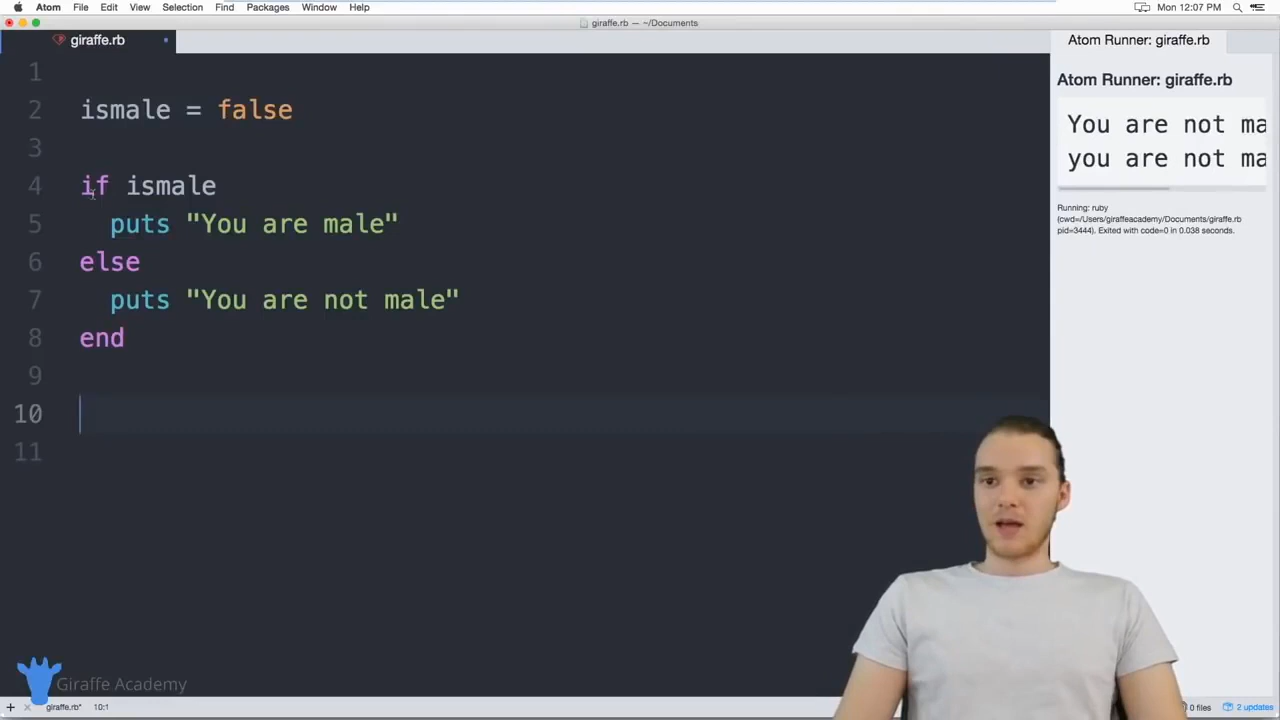 Atom File Edit View Selection Find Packages Window Help
Mon 12:07 PM
giraffe.rb — ~/Documents
giraffe.rb
Atom Runner: giraffe.rb
Atom Runner: giraffe.rb
You are not ma
you are not ma
Running: ruby
(cwd=/Users/giraffeacademy/Documents/giraffe.rb
pid=3444). Exited with code=0 in 0.038 seconds.
1
2 ismale = false
3
4 if ismale
5 puts "You are male"
6 else
7 puts "You are not male"
8 end
9
10
11
Giraffe Academy
giraffe.rb* 10:1
0 files 2 updates